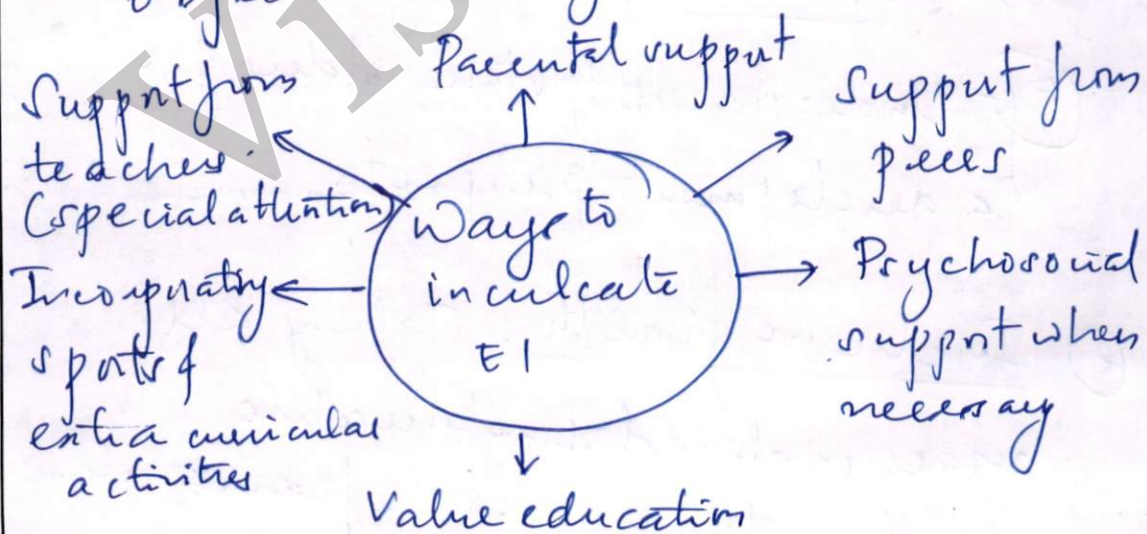 Parental support
Support from
teachers.
(special attention)
Support from
peers
Ways to
inculcate
EI
Incorporating
sports &
extra curricular
activities
Psychosocial
support when
necessary
Value education